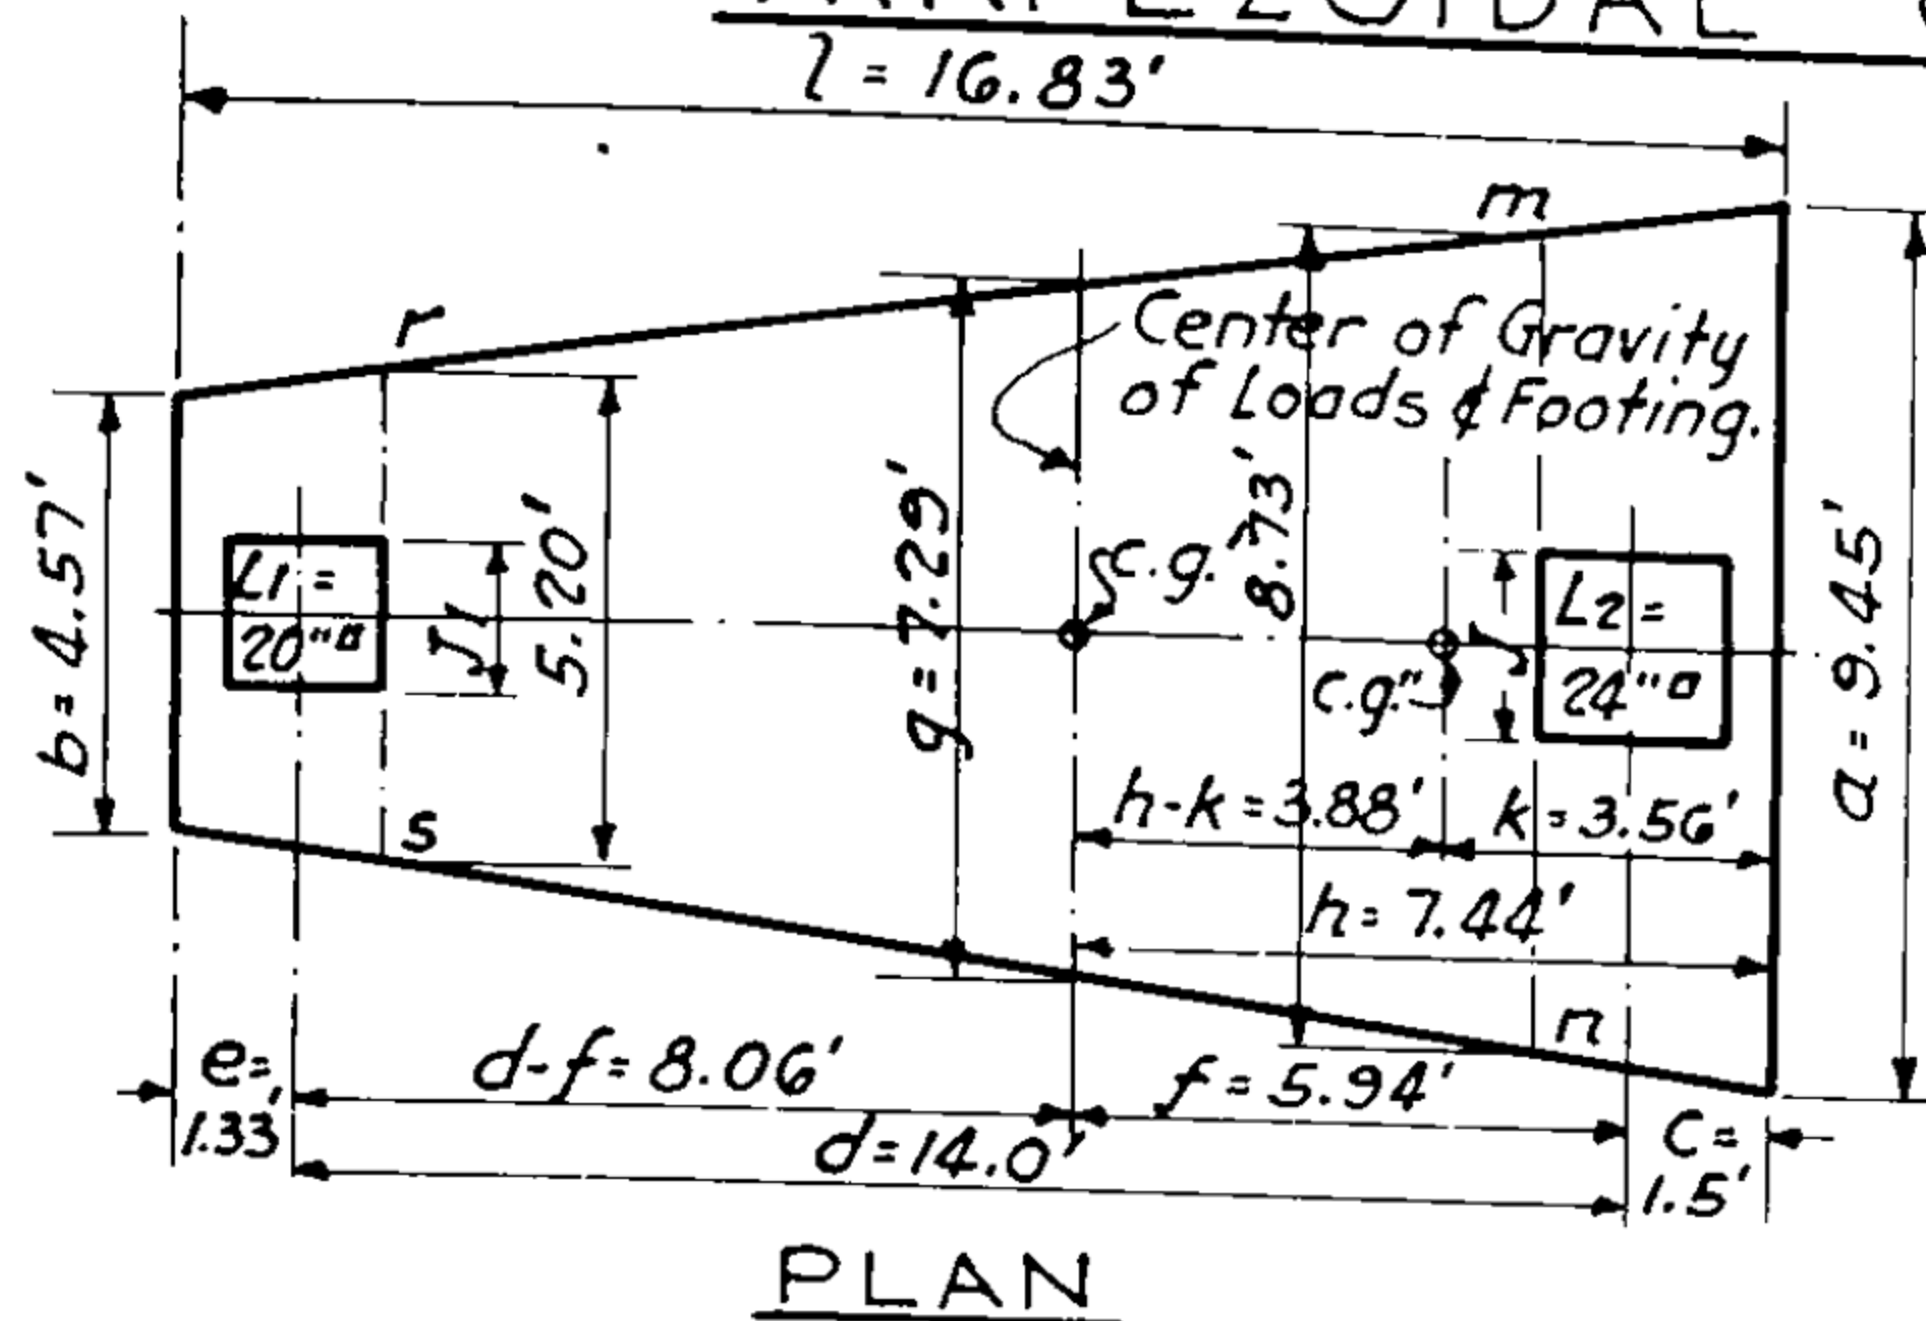 l = 16.83'
m
r
Center of Gravity
of Loads & Footing.
b = 4.57'
L1 =
20"□
J1
5.20'
g = 7.29'
c.g.'
8.73'
c.g."
J
L2 =
24"□
a = 9.45'
s
h-k = 3.88'
k = 3.56'
h = 7.44'
n
e =
1.33'
d-f = 8.06'
f = 5.94'
d = 14.0'
C =
1.5'
PLAN